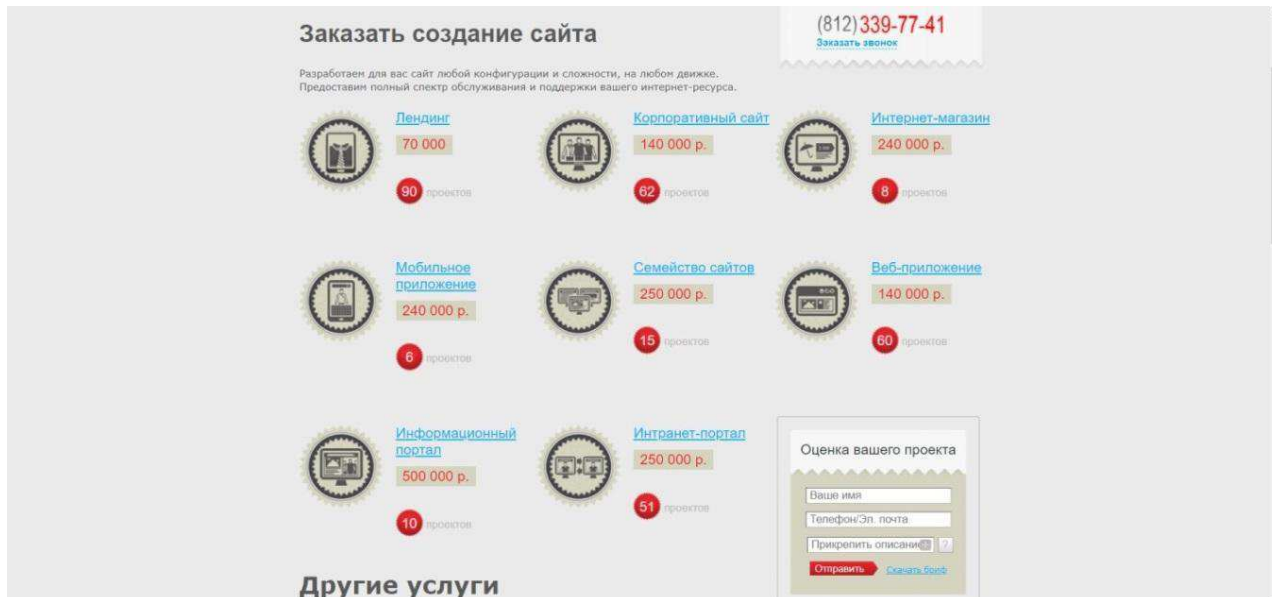 Заказать создание сайта
(812) 339-77-41
Заказать звонок
Разработаем для вас сайт любой конфигурации и сложности, на любом движке.
Предоставим полный спектр обслуживания и поддержки вашего интернет-ресурса.
Лендинг
70 000
90 проектов
Корпоративный сайт
140 000 р.
62 проектов
Интернет-магазин
240 000 р.
8 проектов
Мобильное
приложение
240 000 р.
6 проектов
Семейство сайтов
250 000 р.
15 проектов
Веб-приложение
140 000 р.
60 проектов
Информационный
портал
500 000 р.
10 проектов
Интранет-портал
250 000 р.
51 проектов
Оценка вашего проекта
Ваше имя
Телефон/Эл. почта
Прикрепить описание
?
Отправить Скачать бриф
Другие услуги